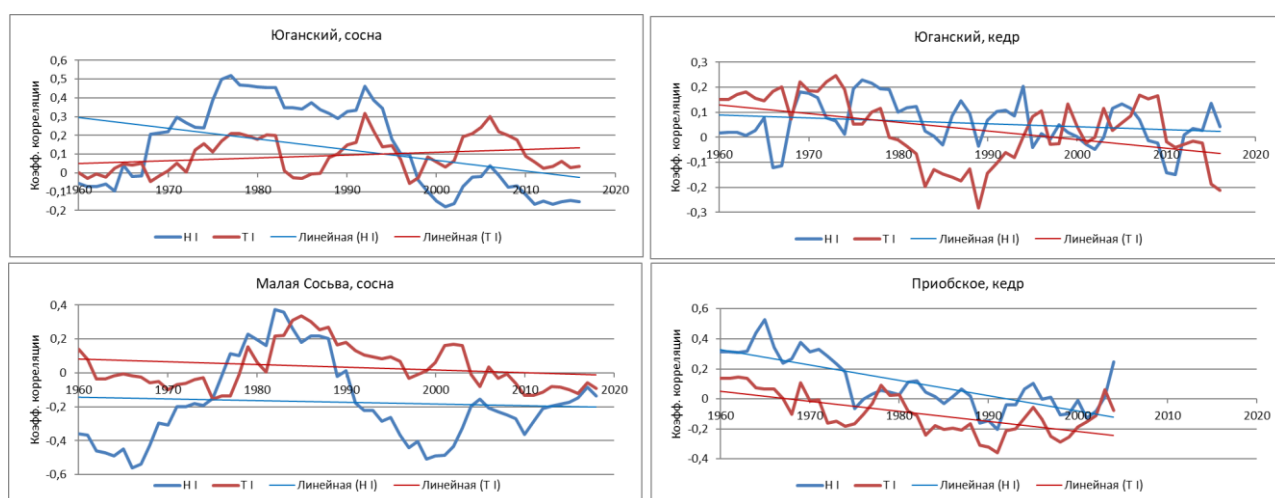 Юганский, сосна
Коэфф. корреляции
0,6
0,5
0,4
0,3
0,2
0,1
0
-0,1
-0,2
1960 1970 1980 1990 2000 2010 2020
Н I Т I Линейная (Н I) Линейная (Т I)
Юганский, кедр
Коэфф. корреляции
0,3
0,2
0,1
0
-0,1
-0,2
-0,3
1960 1970 1980 1990 2000 2010 2020
Н I Т I Линейная (Н I) Линейная (Т I)
Малая Сосьва, сосна
Коэфф. корреляции
0,4
0,2
0
-0,2
-0,4
-0,6
1960 1970 1980 1990 2000 2010 2020
Н I Т I Линейная (Н I) Линейная (Т I)
Приобское, кедр
Коэфф. корреляции
0,6
0,4
0,2
0
-0,2
-0,4
1960 1970 1980 1990 2000 2010 2020
Н I Т I Линейная (Н I) Линейная (Т I)